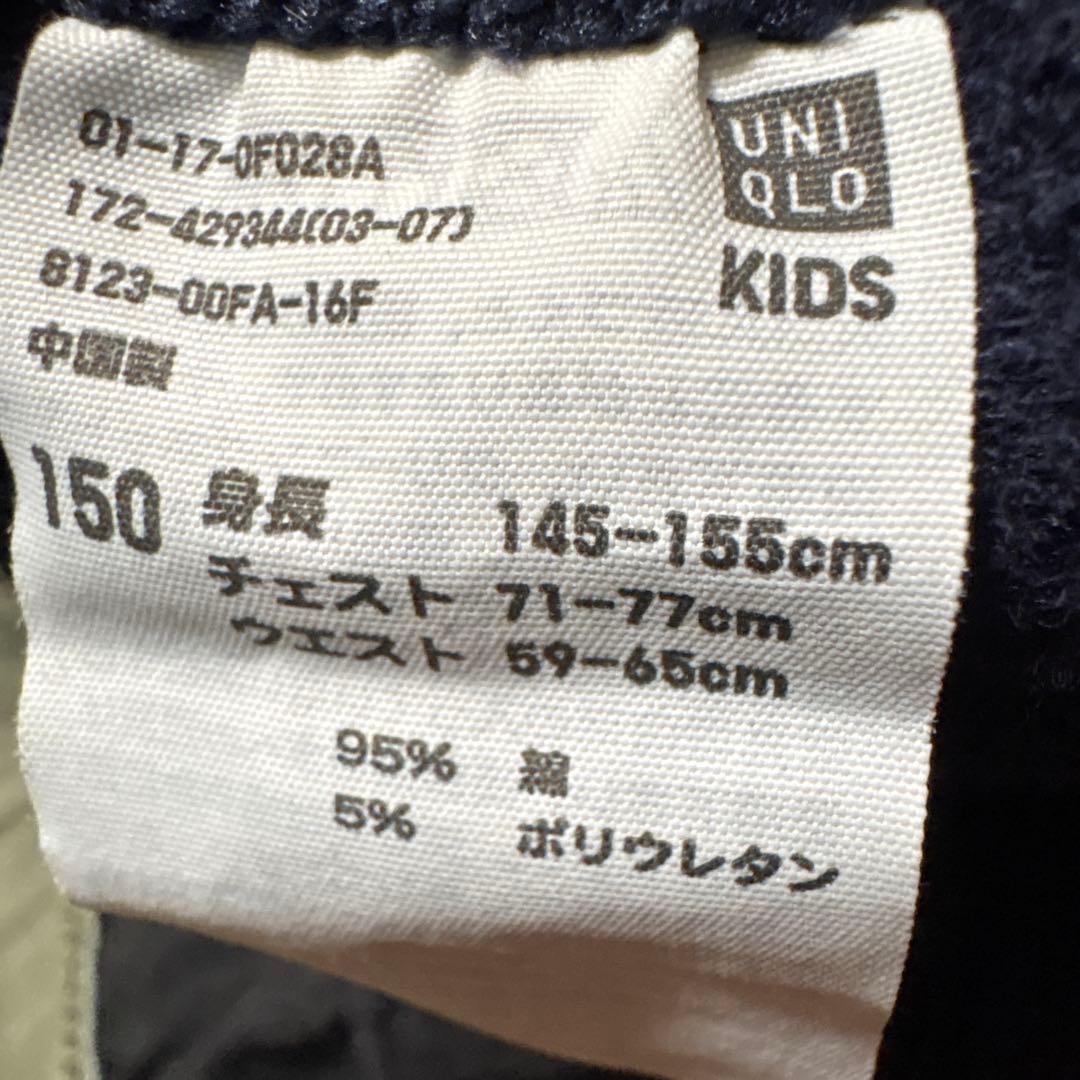 UNI
QLO
KIDS
01-17-0F028A
172-429344(03-07)
8123-00FA-16F
中国製
150 身長 145-155cm
チェスト 71-77cm
ウエスト 59-65cm
95% 綿
5% ポリウレタン